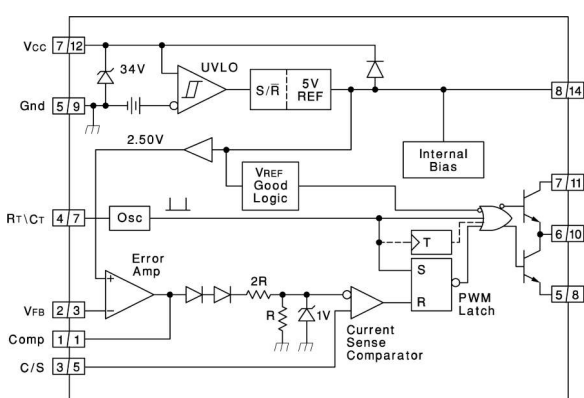 Vcc 7 12
34V
UVLO
S/R̅ 5V REF
8 14
Gnd 5 9
2.50V
VREF Good Logic
Internal Bias
7 11
RT\CT 4 7
Osc
T
6 10
Error Amp
2R
S
R
PWM Latch
5 8
VFB 2 3
R
1V
Comp 1 1
Current Sense Comparator
C/S 3 5
+
−